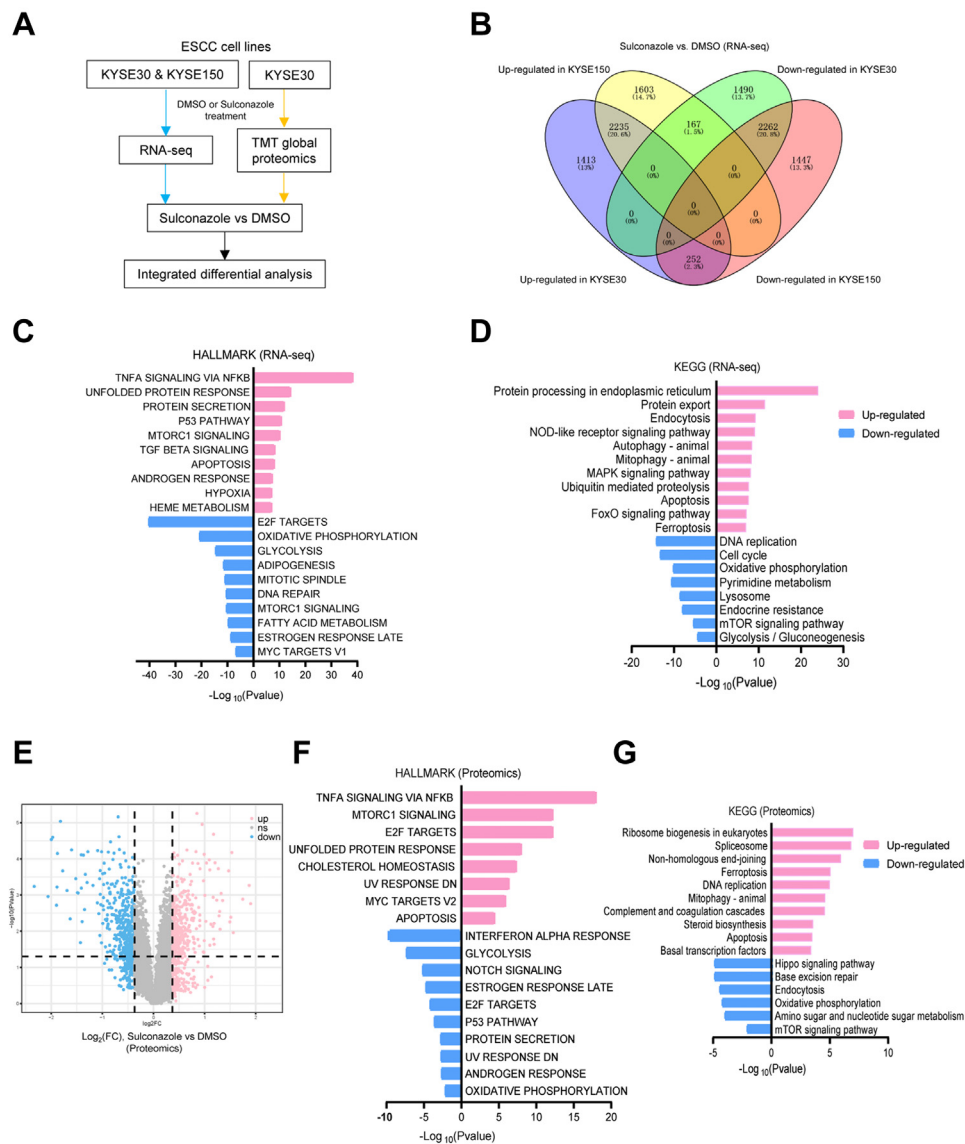 A
ESCC cell lines
KYSE30 & KYSE150
KYSE30
DMSO or Sulconazole
treatment
RNA-seq
TMT global
proteomics
Sulconazole vs DMSO
Integrated differential analysis
B
Sulconazole vs. DMSO (RNA-seq)
Up-regulated in KYSE150
Down-regulated in KYSE30
1603
(14.7%)
1490
(13.7%)
2235
(20.6%)
167
(1.5%)
2262
(20.8%)
1413
(13%)
0
(0%)
0
(0%)
1447
(13.3%)
0
(0%)
0
(0%)
0
(0%)
0
(0%)
0
(0%)
252
(2.3%)
Up-regulated in KYSE30
Down-regulated in KYSE150
C
HALLMARK (RNA-seq)
TNFA SIGNALING VIA NFKB
UNFOLDED PROTEIN RESPONSE
PROTEIN SECRETION
P53 PATHWAY
MTORC1 SIGNALING
TGF BETA SIGNALING
APOPTOSIS
ANDROGEN RESPONSE
HYPOXIA
HEME METABOLISM
E2F TARGETS
OXIDATIVE PHOSPHORYLATION
GLYCOLYSIS
ADIPOGENESIS
MITOTIC SPINDLE
DNA REPAIR
MTORC1 SIGNALING
FATTY ACID METABOLISM
ESTROGEN RESPONSE LATE
MYC TARGETS V1
-40 -30 -20 -10 0 10 20 30 40
-Log10(Pvalue)
D
KEGG (RNA-seq)
Protein processing in endoplasmic reticulum
Protein export
Endocytosis
NOD-like receptor signaling pathway
Autophagy - animal
Mitophagy - animal
MAPK signaling pathway
Ubiquitin mediated proteolysis
Apoptosis
FoxO signaling pathway
Ferroptosis
DNA replication
Cell cycle
Oxidative phosphorylation
Pyrimidine metabolism
Lysosome
Endocrine resistance
mTOR signaling pathway
Glycolysis / Gluconeogenesis
-20 -10 0 10 20 30
-Log10(Pvalue)
Up-regulated
Down-regulated
E
up
ns
down
-log10(PValue)
5
4
3
2
1
0
-2 -1 0 1 2
log2FC
Log2(FC), Sulconazole vs DMSO
(Proteomics)
F
HALLMARK (Proteomics)
TNFA SIGNALING VIA NFKB
MTORC1 SIGNALING
E2F TARGETS
UNFOLDED PROTEIN RESPONSE
CHOLESTEROL HOMEOSTASIS
UV RESPONSE DN
MYC TARGETS V2
APOPTOSIS
INTERFERON ALPHA RESPONSE
GLYCOLYSIS
NOTCH SIGNALING
ESTROGEN RESPONSE LATE
E2F TARGETS
P53 PATHWAY
PROTEIN SECRETION
UV RESPONSE DN
ANDROGEN RESPONSE
OXIDATIVE PHOSPHORYLATION
-10 -5 0 5 10 15 20
-Log10(Pvalue)
G
KEGG (Proteomics)
Ribosome biogenesis in eukaryotes
Spliceosome
Non-homologous end-joining
Ferroptosis
DNA replication
Mitophagy - animal
Complement and coagulation cascades
Steroid biosynthesis
Apoptosis
Basal transcription factors
Hippo signaling pathway
Base excision repair
Endocytosis
Oxidative phosphorylation
Amino sugar and nucleotide sugar metabolism
mTOR signaling pathway
-5 0 5 10
-Log10(Pvalue)
Up-regulated
Down-regulated